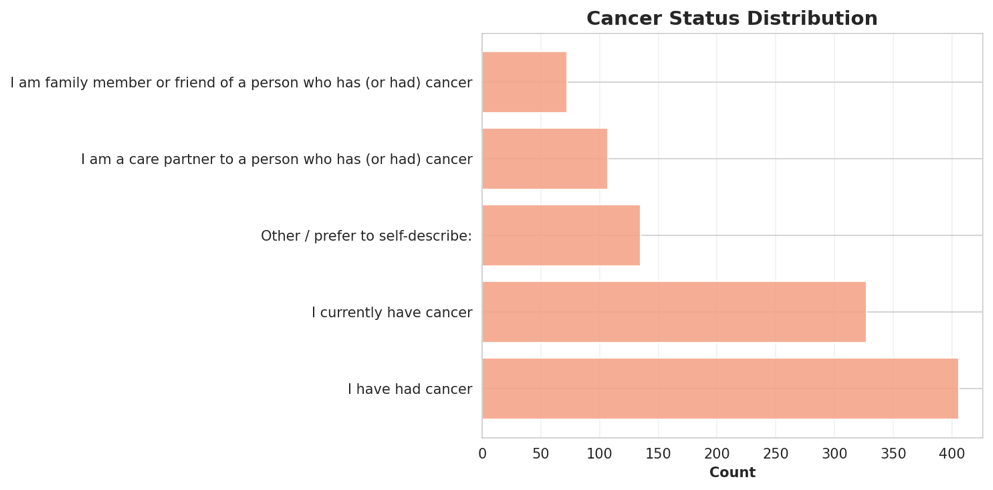 Cancer Status Distribution
I am family member or friend of a person who has (or had) cancer
I am a care partner to a person who has (or had) cancer
Other / prefer to self-describe:
I currently have cancer
I have had cancer
0 50 100 150 200 250 300 350 400
Count